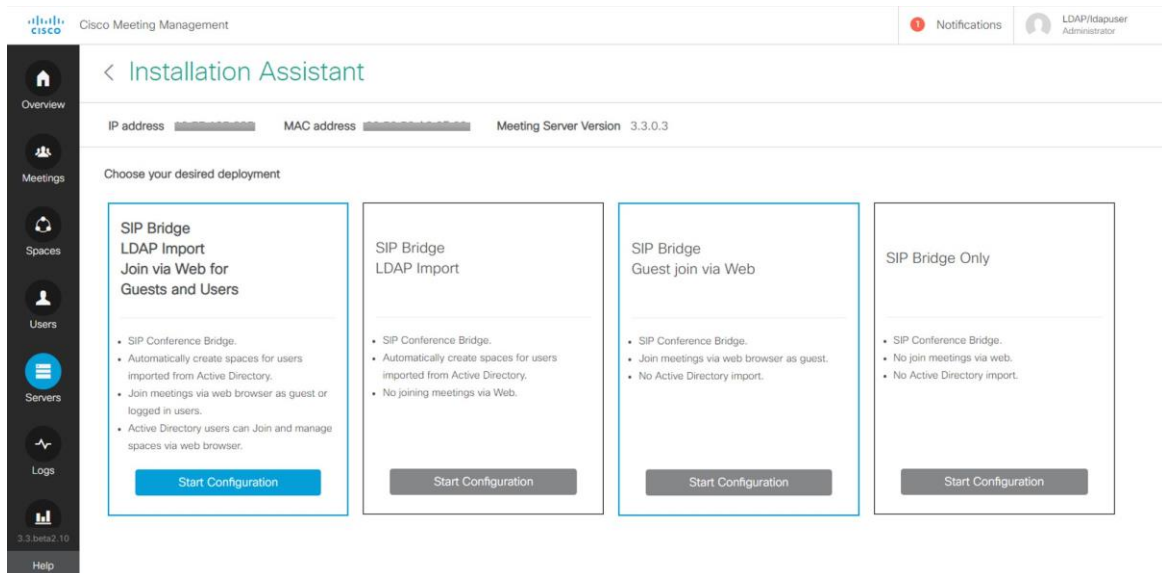 CISCO
Cisco Meeting Management
1
Notifications
LDAP/ldapuser
Administrator
Overview
Meetings
Spaces
Users
Servers
Logs
3.3.beta2.10
Help
< Installation Assistant
IP address
MAC address
Meeting Server Version 3.3.0.3
Choose your desired deployment
SIP Bridge
LDAP Import
Join via Web for
Guests and Users
• SIP Conference Bridge.
• Automatically create spaces for users
imported from Active Directory.
• Join meetings via web browser as guest or
logged in users.
• Active Directory users can Join and manage
spaces via web browser.
Start Configuration
SIP Bridge
LDAP Import
• SIP Conference Bridge.
• Automatically create spaces for users
imported from Active Directory.
• No joining meetings via Web.
Start Configuration
SIP Bridge
Guest join via Web
• SIP Conference Bridge.
• Join meetings via web browser as guest.
• No Active Directory import.
Start Configuration
SIP Bridge Only
• SIP Conference Bridge.
• No join meetings via web.
• No Active Directory import.
Start Configuration